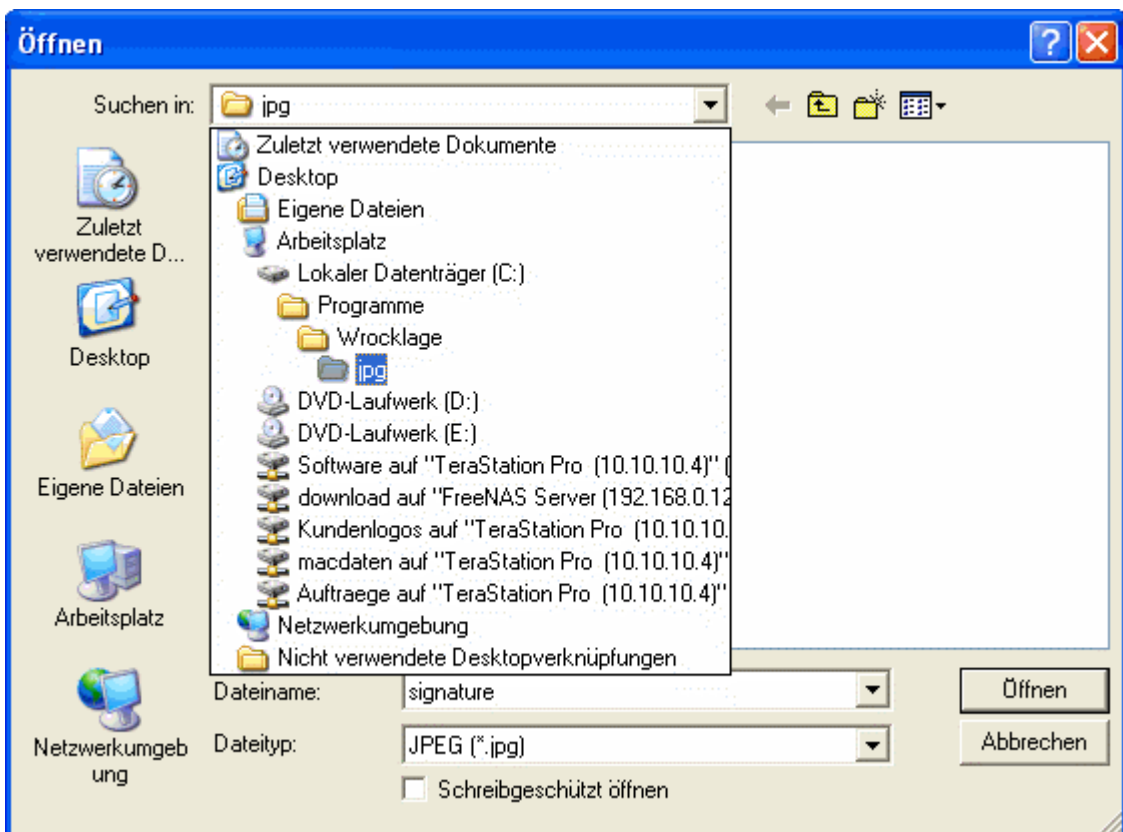 Öffnen
Suchen in: jpg
Zuletzt verwendete Dokumente
Desktop
Eigene Dateien
Arbeitsplatz
Lokaler Datenträger (C:)
Programme
Wrocklage
jpg
DVD-Laufwerk (D:)
DVD-Laufwerk (E:)
Software auf "TeraStation Pro (10.10.10.4)" (
download auf "FreeNAS Server (192.168.0.12
Kundenlogos auf "TeraStation Pro (10.10.10.
macdaten auf "TeraStation Pro (10.10.10.4)"
Auftraege auf "TeraStation Pro (10.10.10.4)"
Netzwerkumgebung
Nicht verwendete Desktopverknüpfungen
Zuletzt
verwendete D...
Desktop
Eigene Dateien
Arbeitsplatz
Netzwerkumgeb
ung
Dateiname: signature Öffnen
Dateityp: JPEG (*.jpg) Abbrechen
Schreibgeschützt öffnen